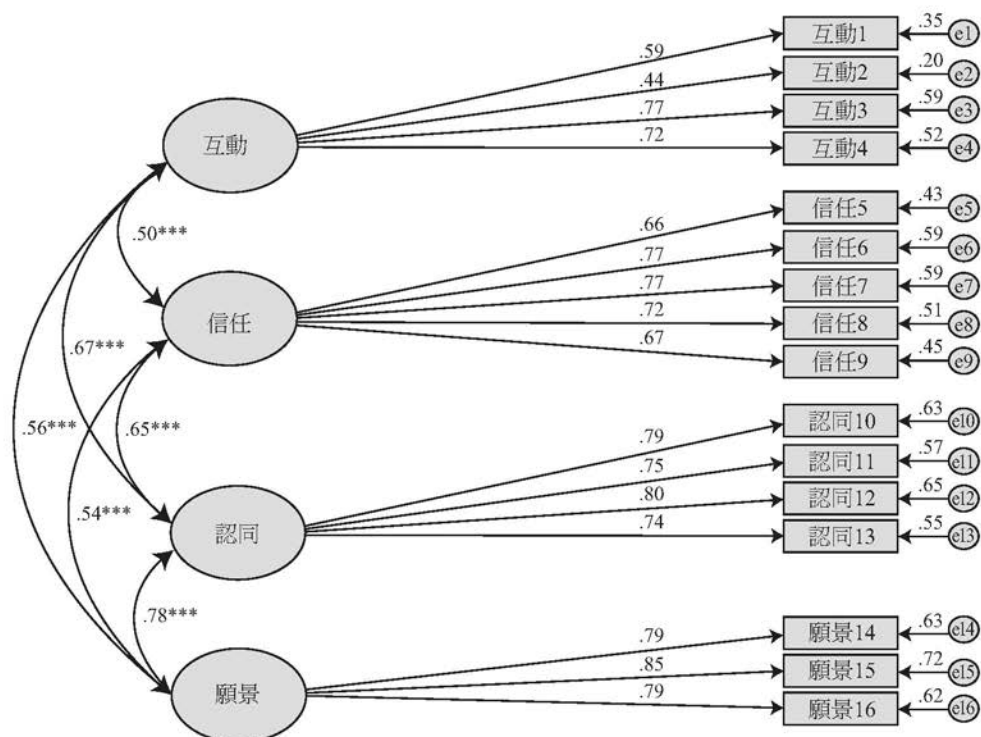 互動
信任
認同
願景
.50***
.67***
.56***
.65***
.54***
.78***
.59
.44
.77
.72
.66
.77
.77
.72
.67
.79
.75
.80
.74
.79
.85
.79
互動1 .35 e1
互動2 .20 e2
互動3 .59 e3
互動4 .52 e4
信任5 .43 e5
信任6 .59 e6
信任7 .59 e7
信任8 .51 e8
信任9 .45 e9
認同10 .63 e10
認同11 .57 e11
認同12 .65 e12
認同13 .55 e13
願景14 .63 e14
願景15 .72 e15
願景16 .62 e16